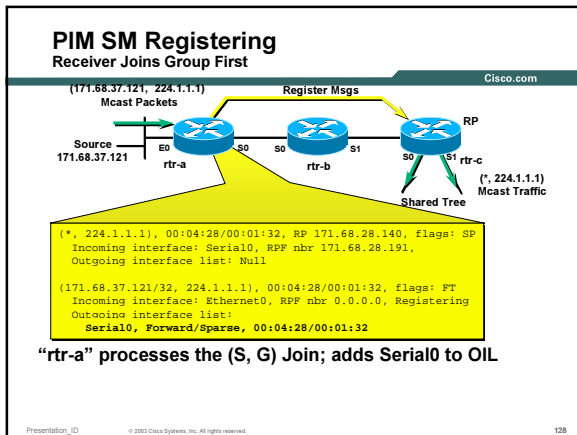 PIM SM Registering
Receiver Joins Group First
Cisco.com
(171.68.37.121, 224.1.1.1)
Mcast Packets
Register Msgs
Source
171.68.37.121
E0
S0
rtr-a
S0
S1
rtr-b
RP
S0
S1
rtr-c
(*, 224.1.1.1)
Mcast Traffic
Shared Tree
(*, 224.1.1.1), 00:04:28/00:01:32, RP 171.68.28.140, flags: SP
Incoming interface: Serial0, RPF nbr 171.68.28.191,
Outgoing interface list: Null
(171.68.37.121/32, 224.1.1.1), 00:04:28/00:01:32, flags: FT
Incoming interface: Ethernet0, RPF nbr 0.0.0.0, Registering
Outgoing interface list:
Serial0, Forward/Sparse, 00:04:28/00:01:32
“rtr-a” processes the (S, G) Join; adds Serial0 to OIL
Presentation_ID
© 2003 Cisco Systems, Inc. All rights reserved.
128